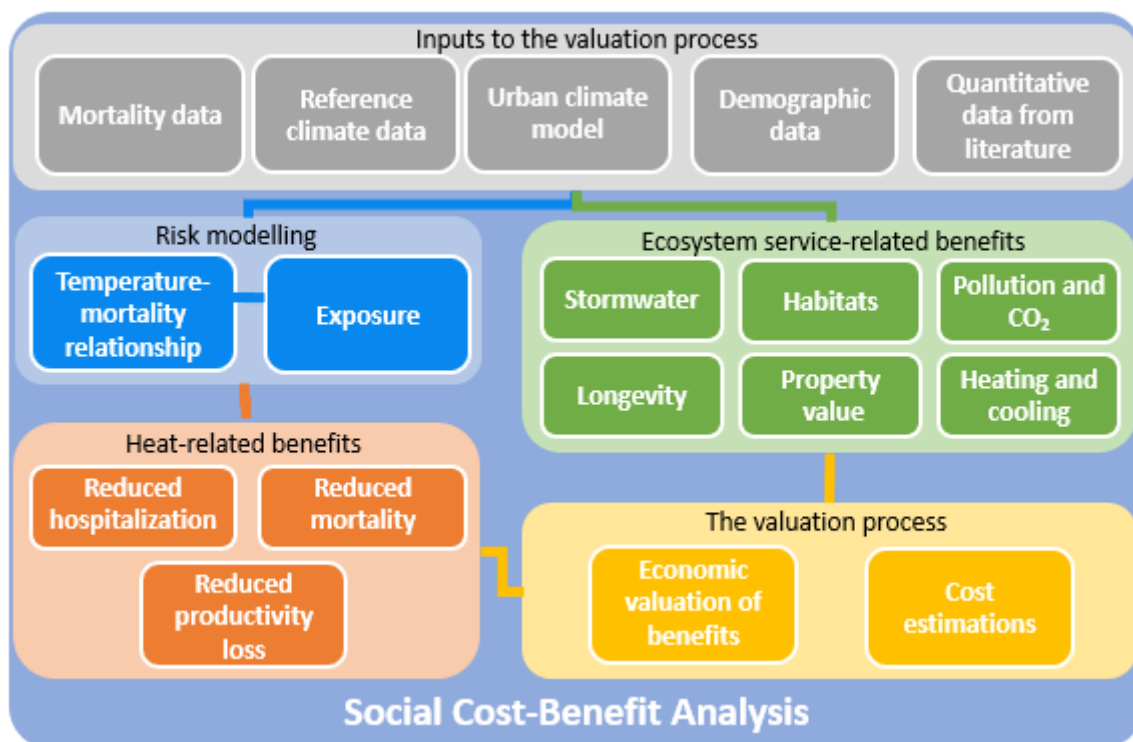 Inputs to the valuation process
Mortality data
Reference
climate data
Urban climate
model
Demographic
data
Quantitative
data from
literature
Risk modelling
Temperature-
mortality
relationship
Exposure
Ecosystem service-related benefits
Stormwater
Habitats
Pollution and
CO₂
Longevity
Property
value
Heating and
cooling
Heat-related benefits
Reduced
hospitalization
Reduced
mortality
Reduced
productivity
loss
The valuation process
Economic
valuation of
benefits
Cost
estimations
Social Cost-Benefit Analysis